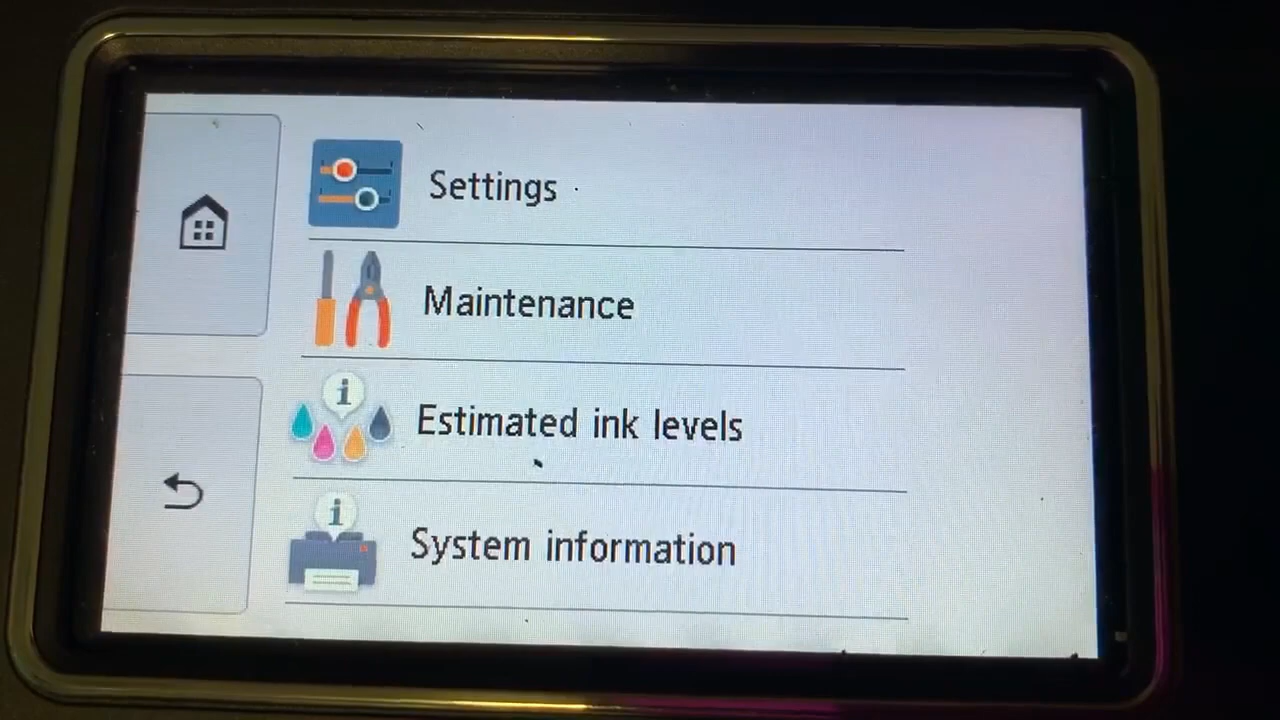 Settings
Maintenance
Estimated ink levels
System information